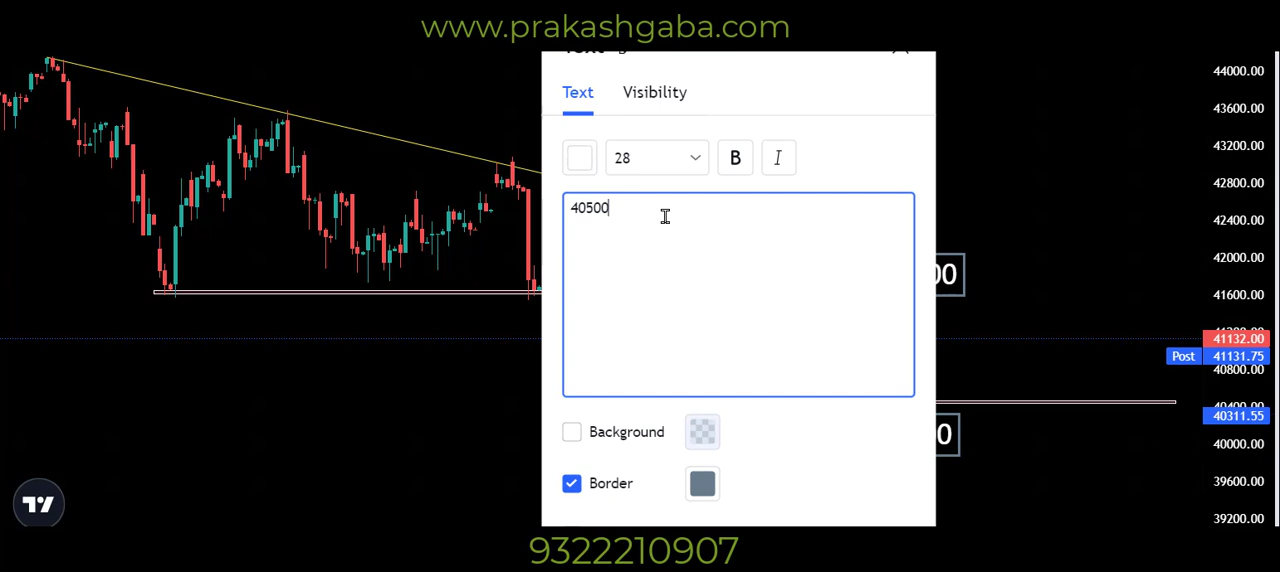 www.prakashgaba.com
Text Visibility
28 B I
40500
00
0
Background
Border
44000.00
43600.00
43200.00
42800.00
42400.00
42000.00
41600.00
41132.00
Post 41131.75
40800.00
40311.55
40000.00
39600.00
39200.00
9322210907